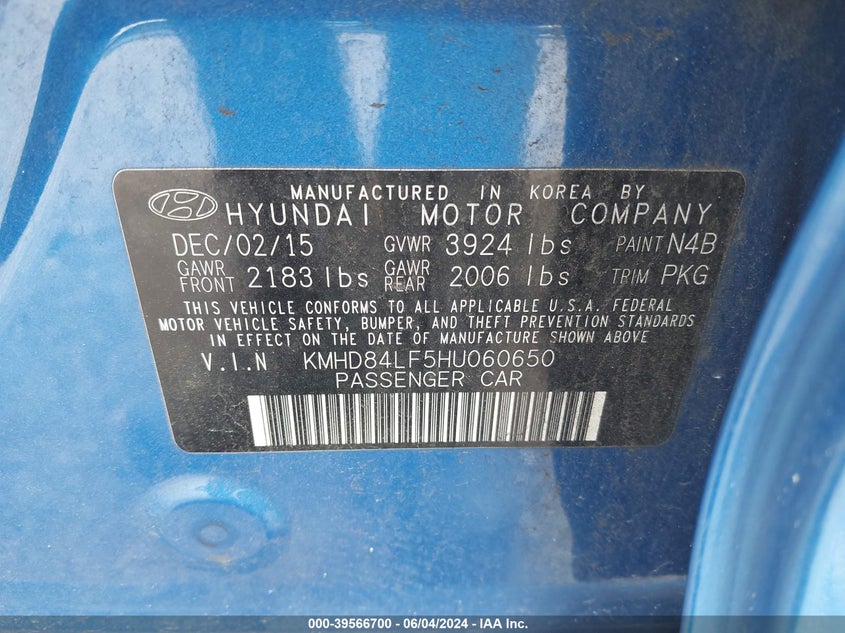 MANUFACTURED IN KOREA BY
HYUNDAI MOTOR COMPANY
DEC/02/15 GVWR 3924 lbs PAINT N4B
GAWR FRONT 2183 lbs GAWR REAR 2006 lbs TRIM PKG
THIS VEHICLE CONFORMS TO ALL APPLICABLE U.S.A. FEDERAL
MOTOR VEHICLE SAFETY, BUMPER, AND THEFT PREVENTION STANDARDS
IN EFFECT ON THE DATE OF MANUFACTURE SHOWN ABOVE
V.I.N KMHD84LF5HU060650
PASSENGER CAR
000-39566700 - 06/04/2024 - IAA Inc.